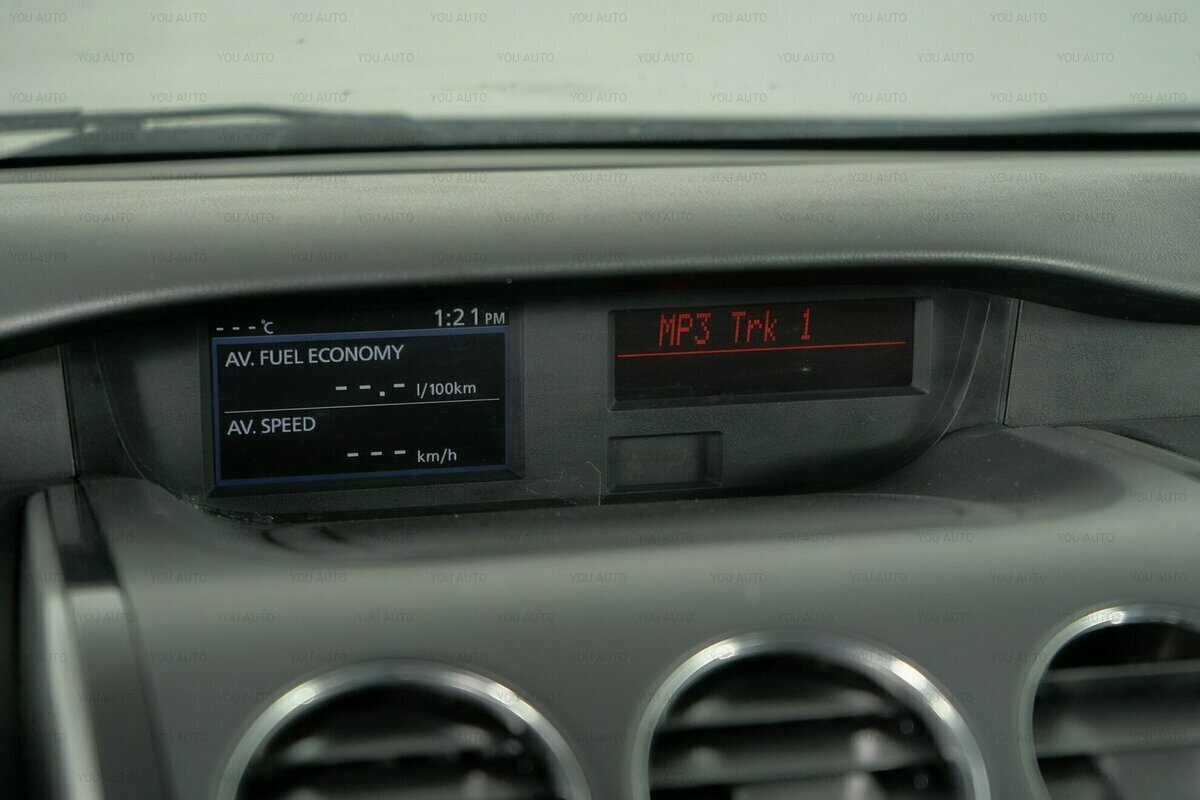 ---°C 1:21 PM
AV. FUEL ECONOMY
--.- l/100km
AV. SPEED
--- km/h
MP3 Trk 1
YOU AUTO